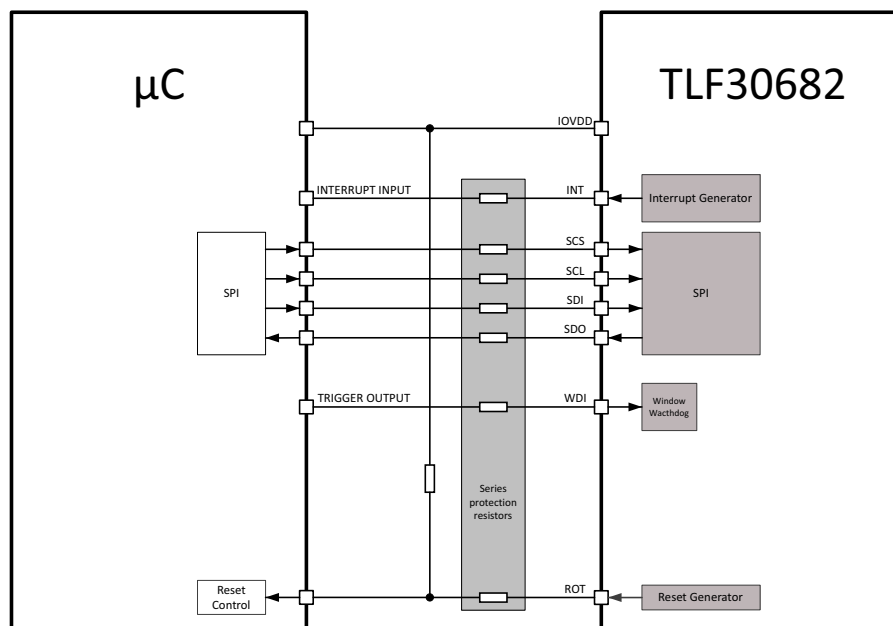 µC
TLF30682
IOVDD
INTERRUPT INPUT
INT
Interrupt Generator
SCS
SCL
SPI
SPI
SDI
SDO
TRIGGER OUTPUT
WDI
Window
Wacthdog
Series
protection
resistors
Reset
Control
ROT
Reset Generator